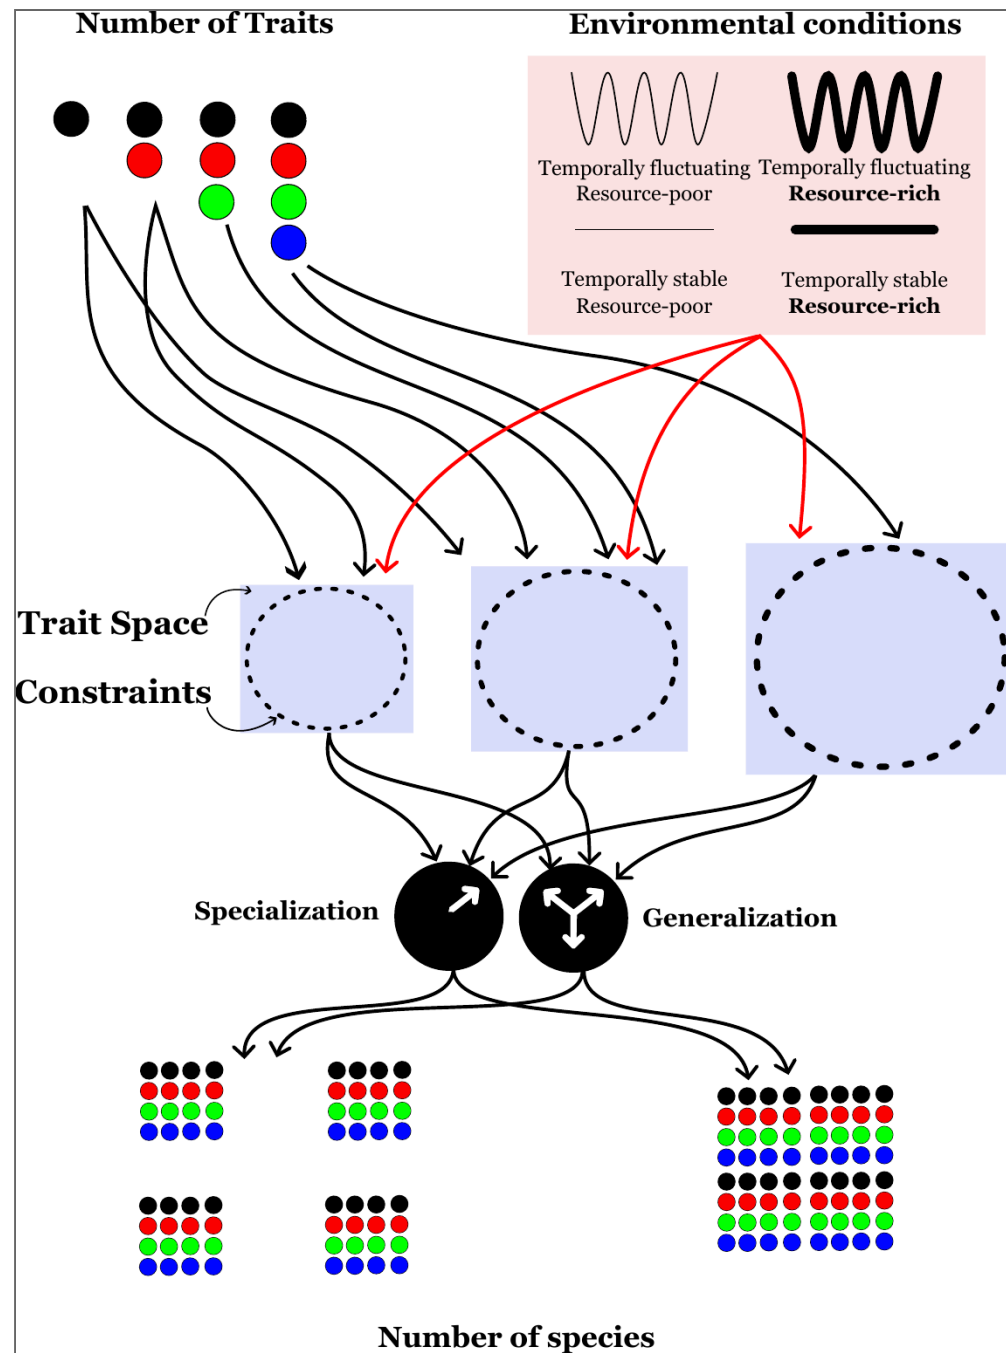 Number of Traits
Environmental conditions
Temporally fluctuating
Resource-poor
Temporally fluctuating
Resource-rich
Temporally stable
Resource-poor
Temporally stable
Resource-rich
Trait Space
Constraints
Specialization
Generalization
Number of species